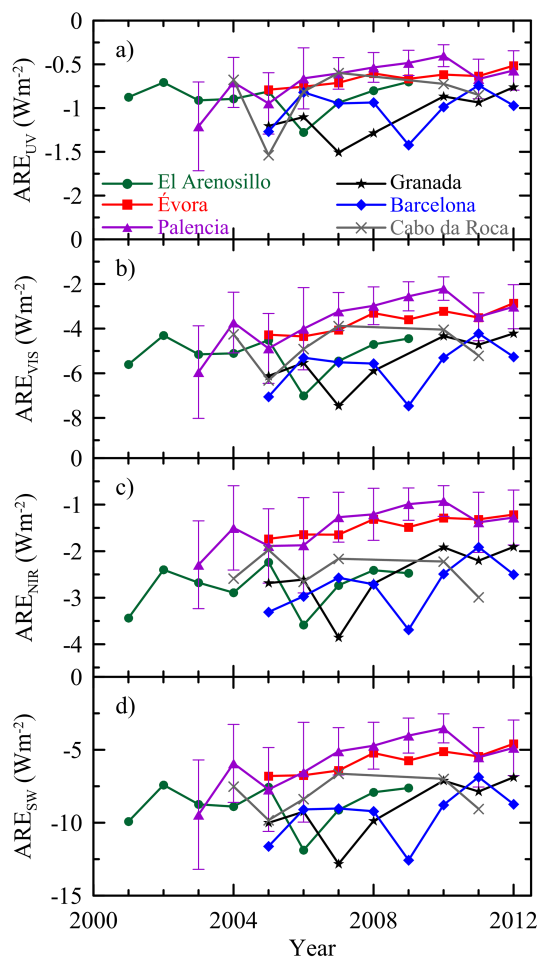 a)
-0
-0.5
-1
-1.5
-2
0
ARE_UV (Wm⁻²)
El Arenosillo
Évora
Palencia
Granada
Barcelona
Cabo da Roca
b)
-2
-4
-6
-8
0
ARE_VIS (Wm⁻²)
c)
-1
-2
-3
-4
0
ARE_NIR (Wm⁻²)
d)
-5
-10
-15
ARE_SW (Wm⁻²)
2000
2004
2008
2012
Year